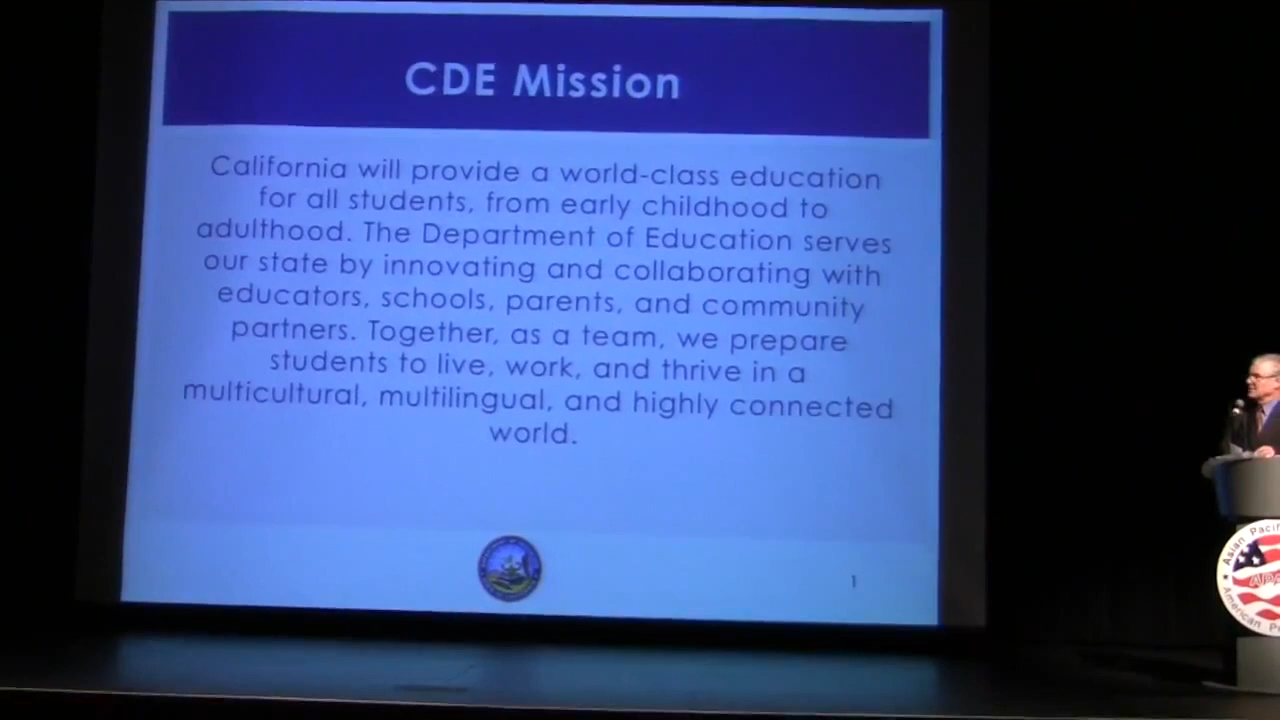 CDE Mission
California will provide a world-class education
for all students, from early childhood to
adulthood. The Department of Education serves
our state by innovating and collaborating with
educators, schools, parents, and community
partners. Together, as a team, we prepare
students to live, work, and thrive in a
multicultural, multilingual, and highly connected
world.
1
Asian Pacif
American P